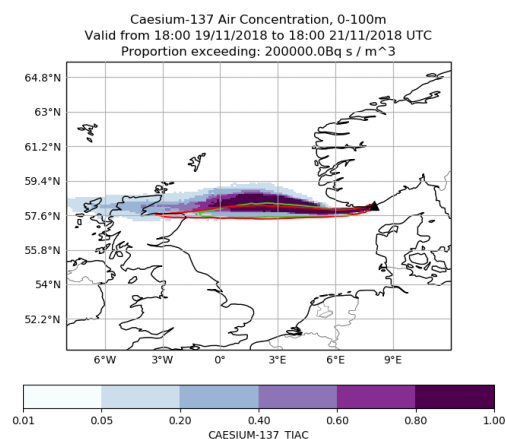 Caesium-137 Air Concentration, 0-100m
Valid from 18:00 19/11/2018 to 18:00 21/11/2018 UTC
Proportion exceeding: 200000.0Bq s / m^3
64.8°N
63°N
61.2°N
59.4°N
57.6°N
55.8°N
54°N
52.2°N
6°W 3°W 0° 3°E 6°E 9°E
0.01 0.05 0.20 0.40 0.60 0.80 1.00
CAESIUM-137_TIAC